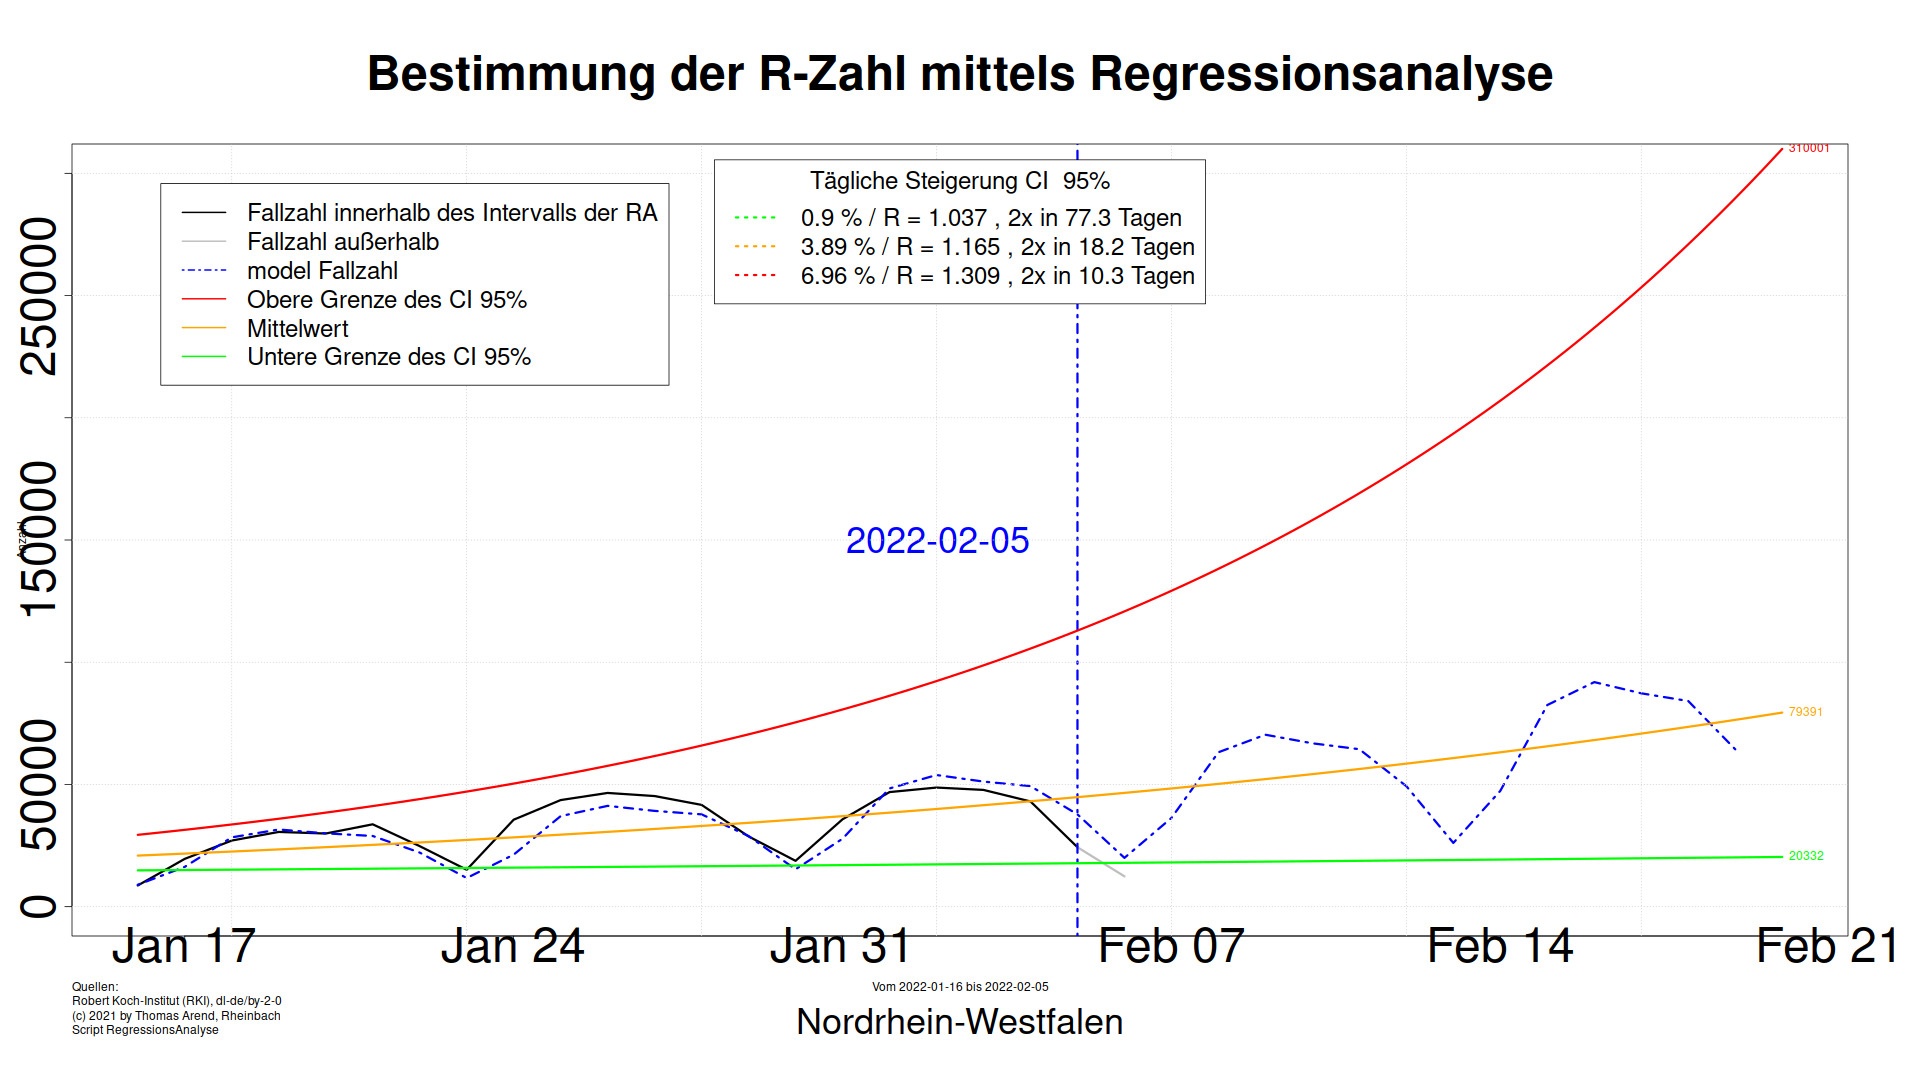 Bestimmung der R-Zahl mittels Regressionsanalyse
310001
Fallzahl innerhalb des Intervalls der RA
Fallzahl außerhalb
model Fallzahl
Obere Grenze des CI 95%
Mittelwert
Untere Grenze des CI 95%
Tägliche Steigerung CI  95%
0.9 % / R = 1.037 , 2x in 77.3 Tagen
3.89 % / R = 1.165 , 2x in 18.2 Tagen
6.96 % / R = 1.309 , 2x in 10.3 Tagen
250000
150000
50000
0
Anzahl
2022-02-05
79391
20332
Jan 17
Jan 24
Jan 31
Feb 07
Feb 14
Feb 21
Quellen:
Robert Koch-Institut (RKI), dl-de/by-2-0
(c) 2021 by Thomas Arend, Rheinbach
Script RegressionsAnalyse
Vom 2022-01-16 bis 2022-02-05
Nordrhein-Westfalen